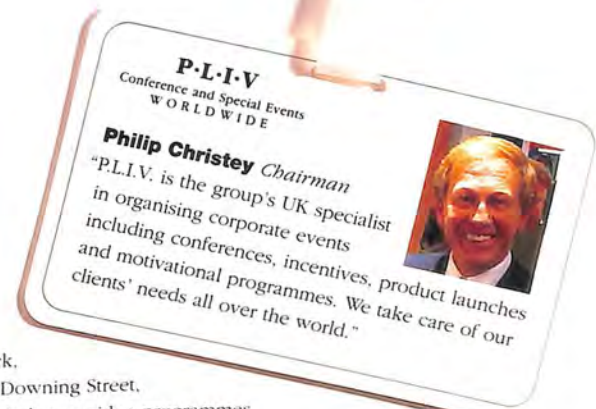 P·L·I·V
Conference and Special Events
WORLDWIDE
Philip Christey Chairman
"P.L.I.V. is the group's UK specialist
in organising corporate events
including conferences, incentives, product launches
and motivational programmes. We take care of our
clients' needs all over the world."
Downing Street,
programmes